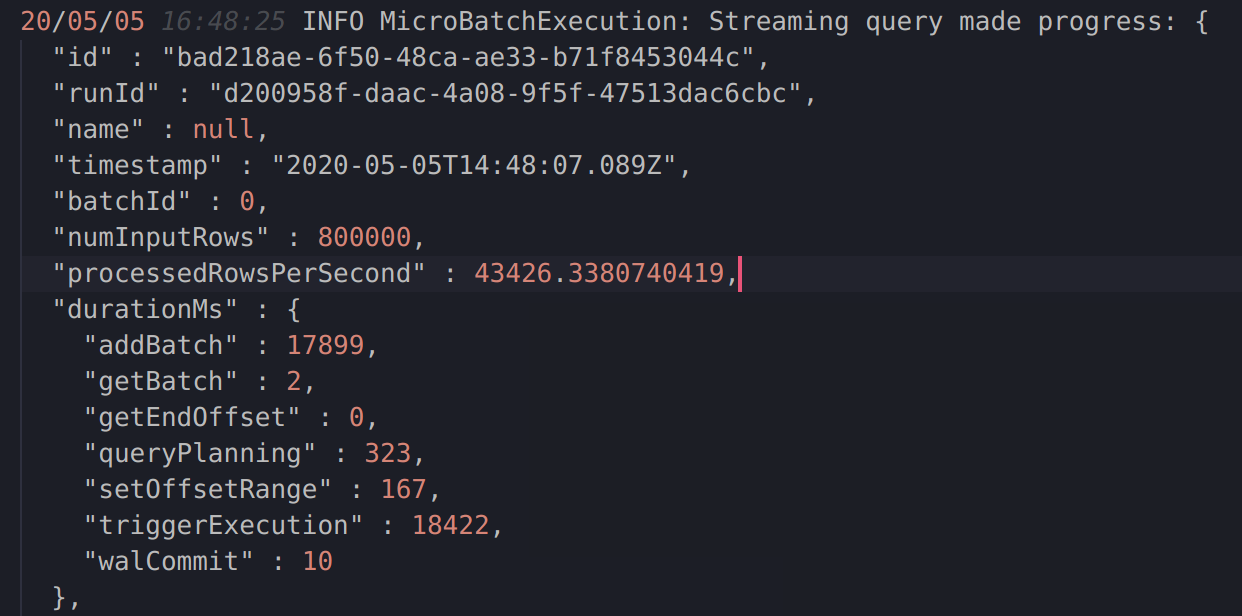 20/05/05 16:48:25 INFO MicroBatchExecution: Streaming query made progress: {
  "id" : "bad218ae-6f50-48ca-ae33-b71f8453044c",
  "runId" : "d200958f-daac-4a08-9f5f-47513dac6cbc",
  "name" : null,
  "timestamp" : "2020-05-05T14:48:07.089Z",
  "batchId" : 0,
  "numInputRows" : 800000,
  "processedRowsPerSecond" : 43426.3380740419,
  "durationMs" : {
    "addBatch" : 17899,
    "getBatch" : 2,
    "getEndOffset" : 0,
    "queryPlanning" : 323,
    "setOffsetRange" : 167,
    "triggerExecution" : 18422,
    "walCommit" : 10
  },